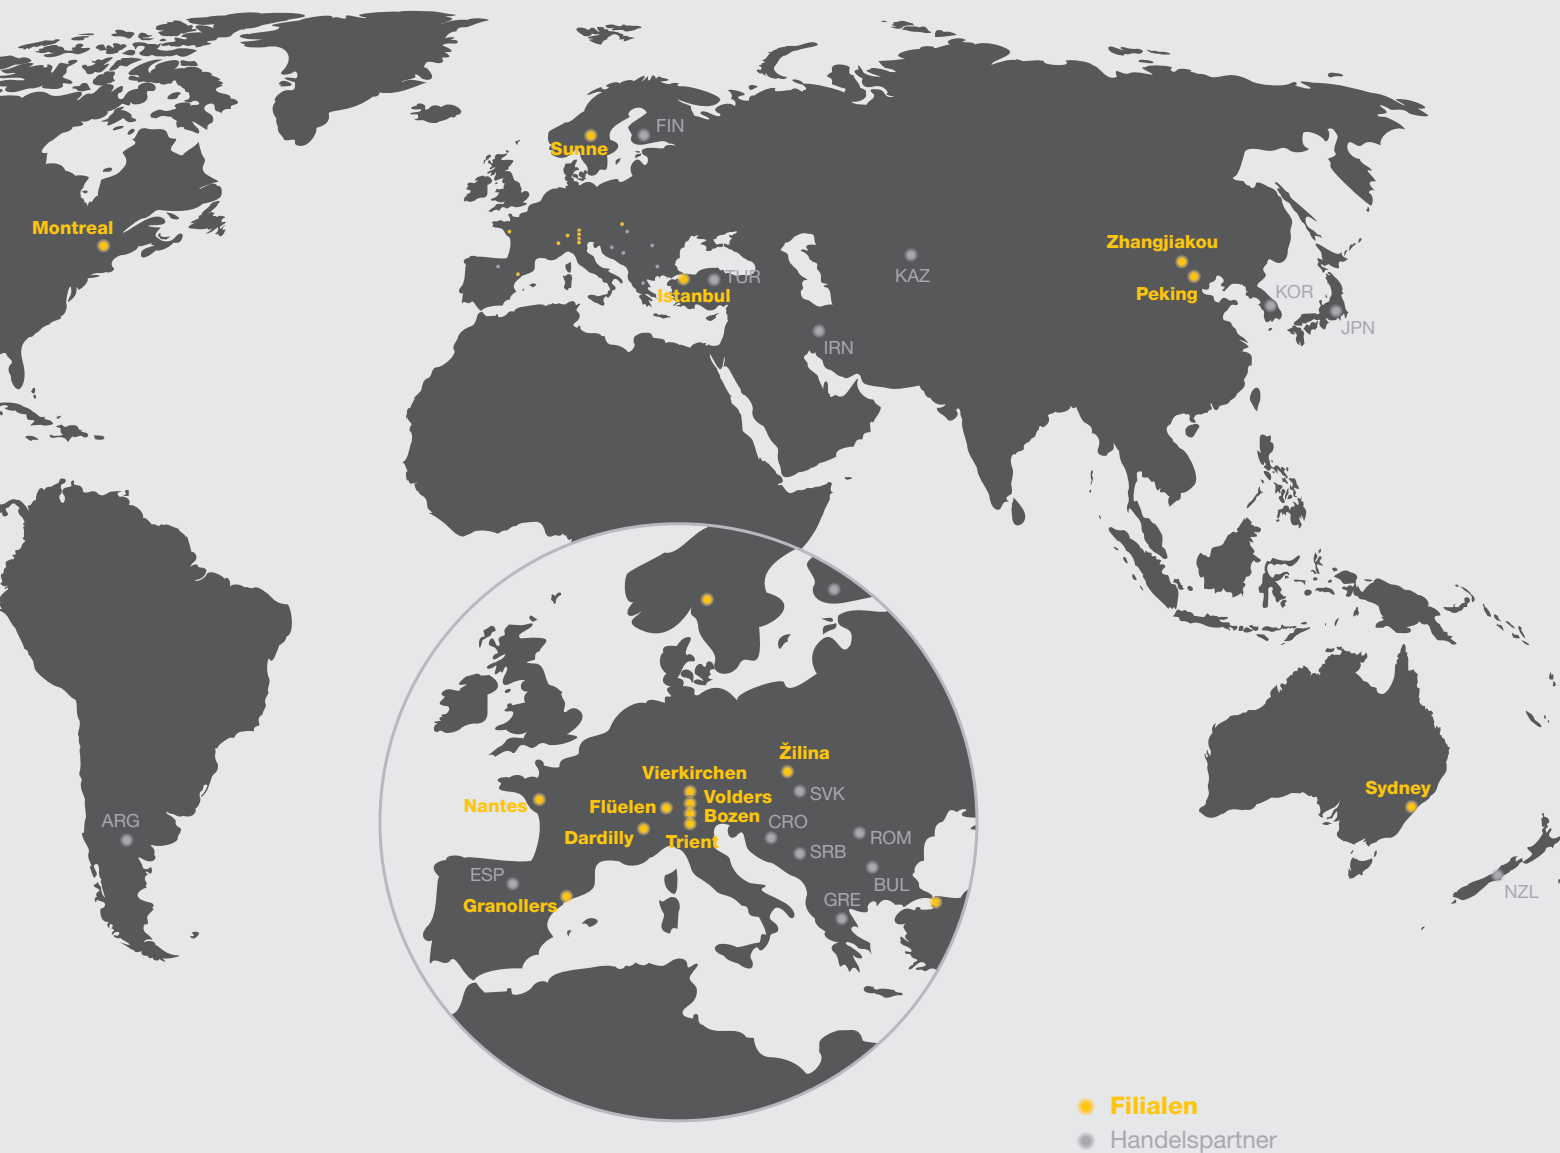 FIN
Sunne
Montreal
Zhangjiakou
KAZ
TUR
Istanbul
Peking
KOR
JPN
IRN
Žilina
Vierkirchen
Sydney
SVK
Volders
Nantes
Flüelen
Bozen
ARG
CRO
Dardilly
Trient
ROM
SRB
ESP
BUL
NZL
GRE
Granollers
Filialen
Handelspartner